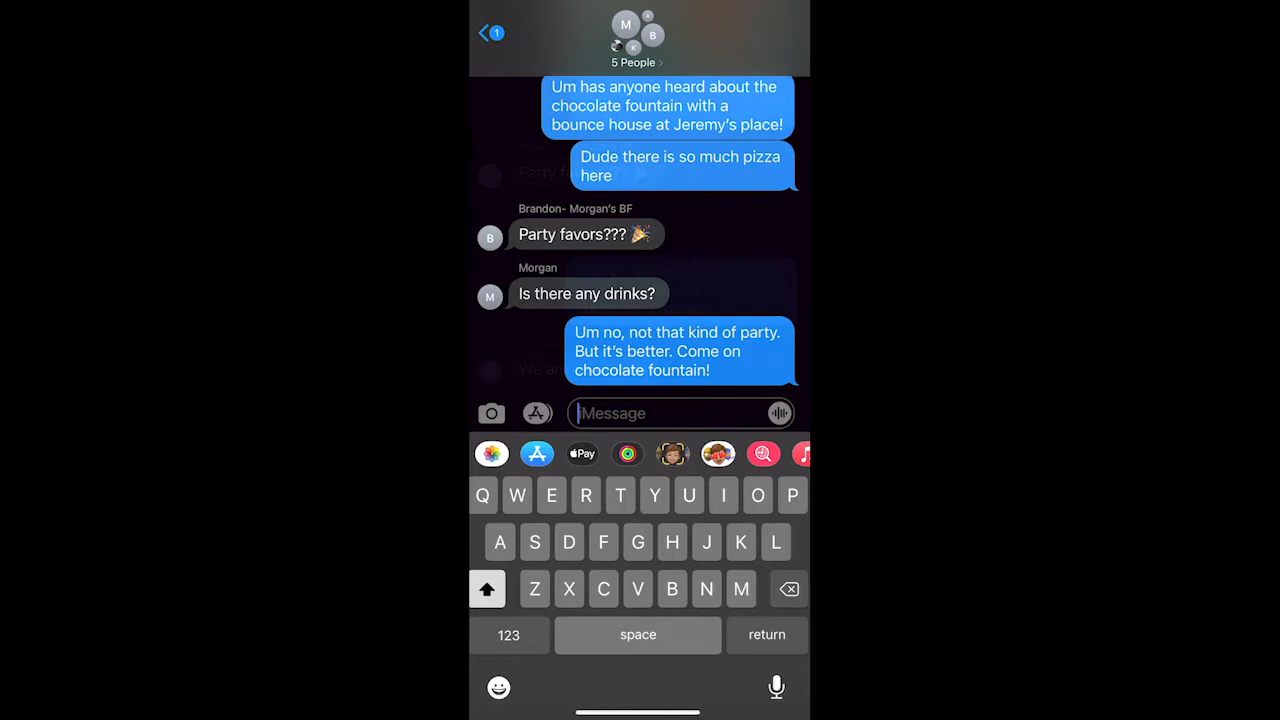 1
M
A
B
K
5 People
Um has anyone heard about the
chocolate fountain with a
bounce house at Jeremy's place!
Dude there is so much pizza
here
Brandon- Morgan's BF
B
Party favors??? 🎉
Morgan
M
Is there any drinks?
Um no, not that kind of party.
But it's better. Come on
chocolate fountain!
iMessage
Pay
Q W E R T Y U I O P
A S D F G H J K L
Z X C V B N M
123 space return